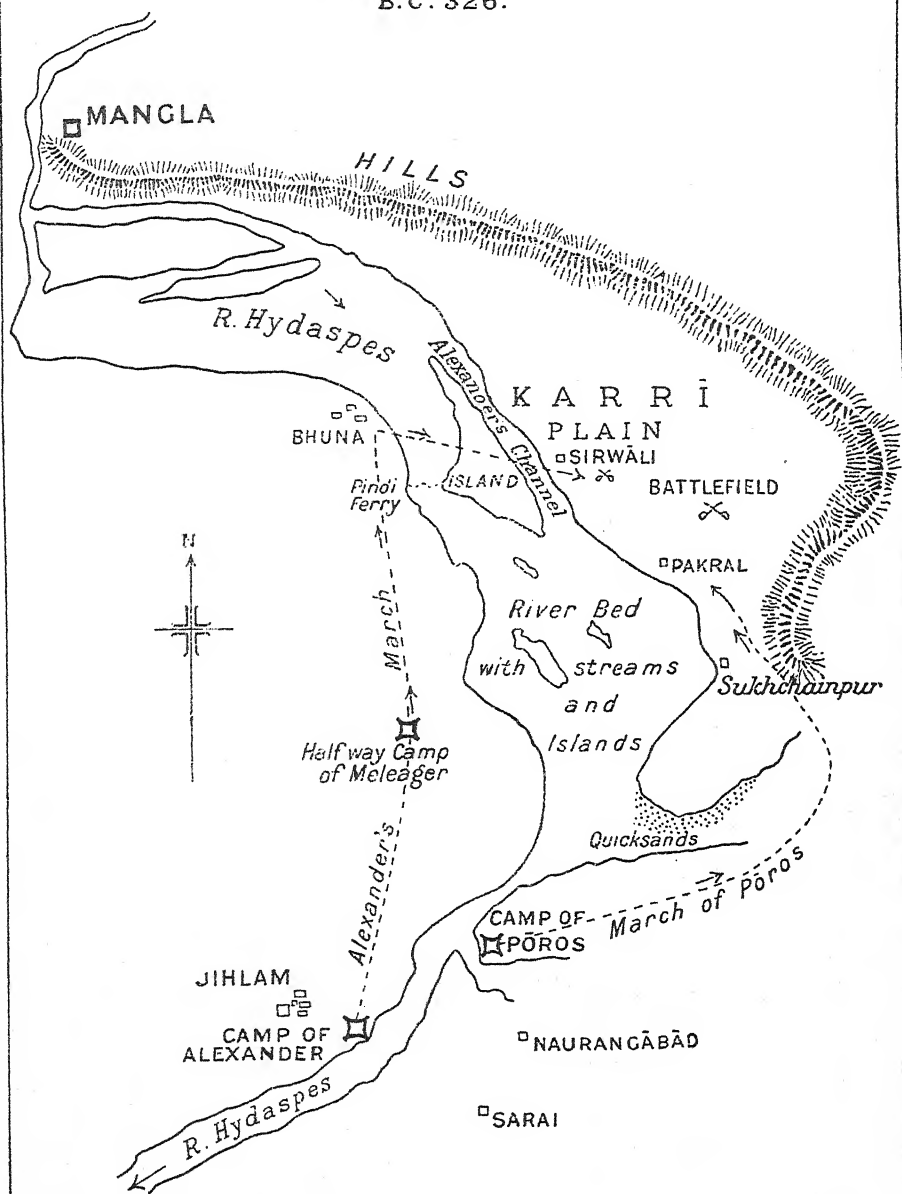 B.C. 326.
MANGLA
HILLS
R. Hydaspes
Alexander's Channel
KARRĪ
PLAIN
BHUNA
SIRWĀLI
Pindi
Ferry
ISLAND
BATTLEFIELD
N
PAKRAL
River Bed
with streams
and
Islands
Sukhchainpur
March
Halfway Camp
of Meleager
Alexander's
Quicksands
March of Pōros
CAMP OF
PŌROS
JIHLAM
CAMP OF
ALEXANDER
NAURANGĀBĀD
R. Hydaspes
SARAI